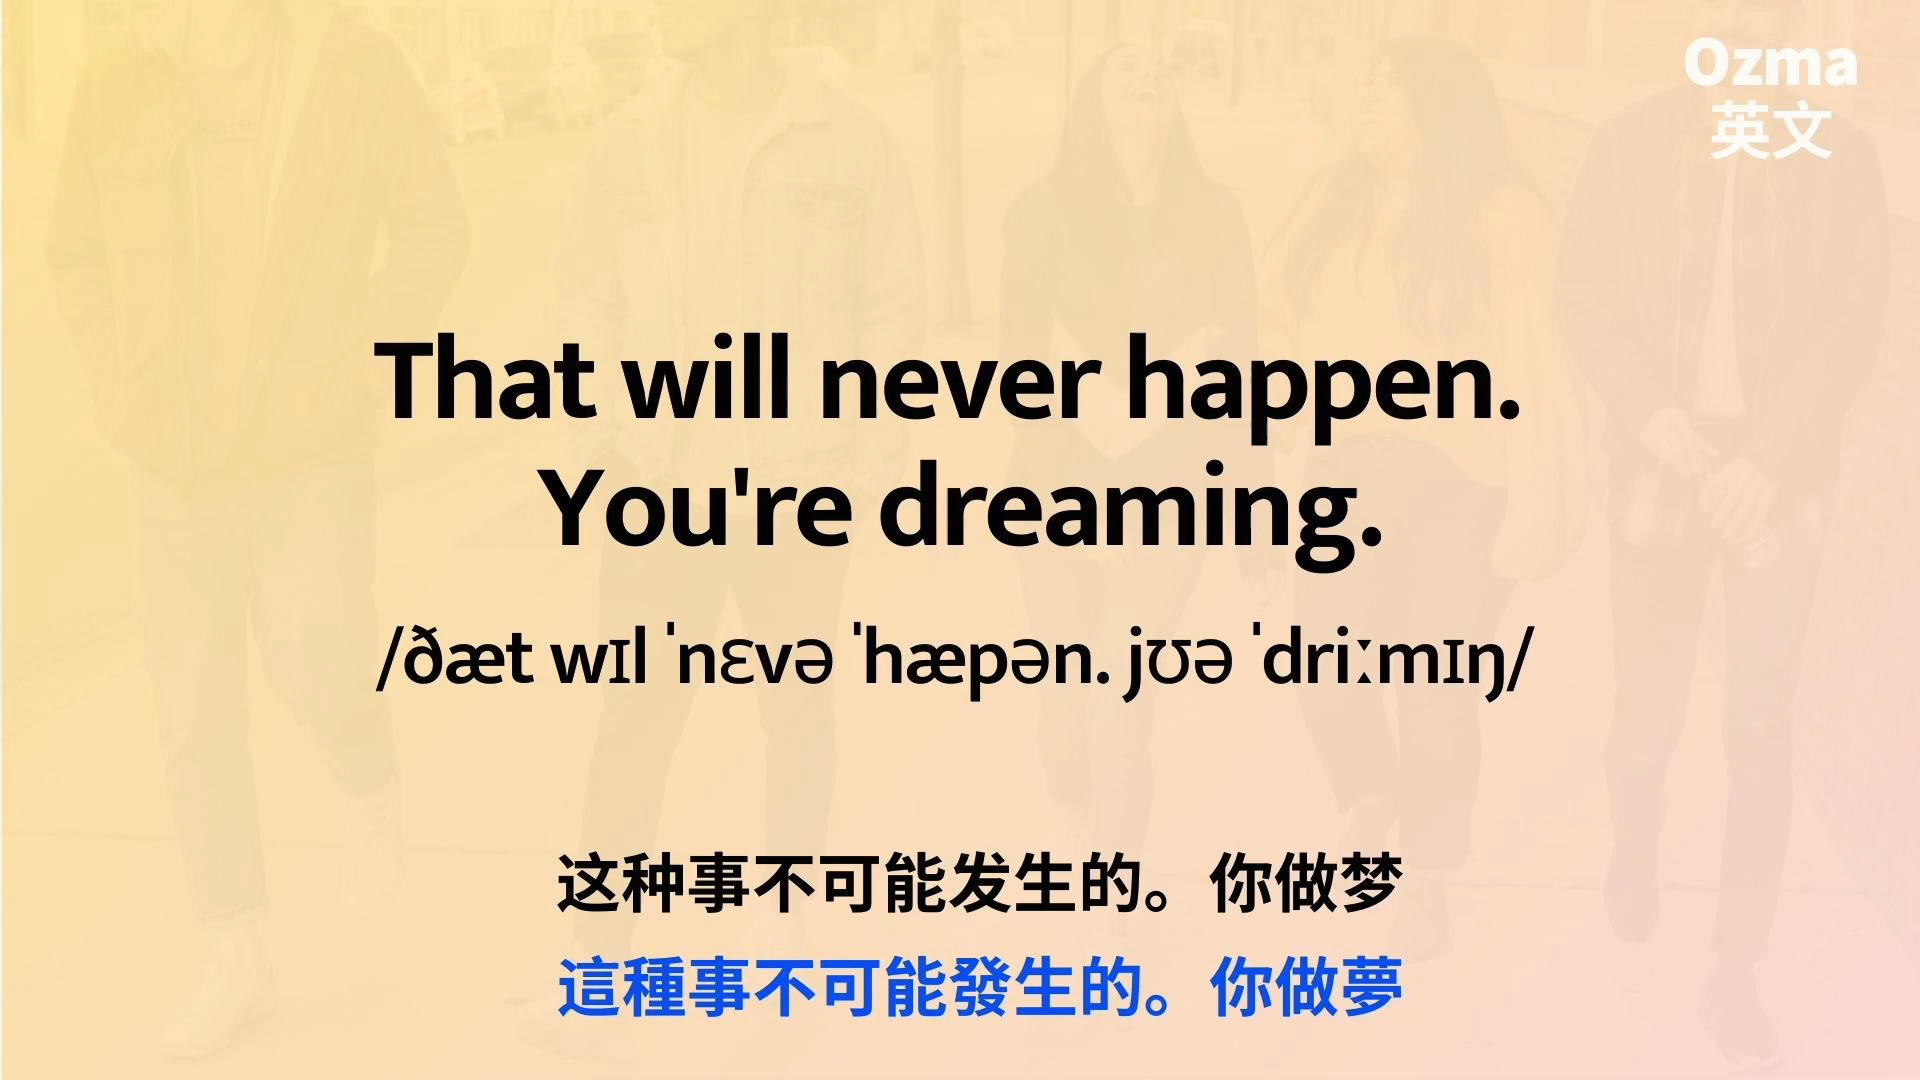 Ozma
英文
That will never happen.
You're dreaming.
/ðæt wɪl ˈnɛvə ˈhæpən. jʊə ˈdriːmɪŋ/
这种事不可能发生的。你做梦
這種事不可能發生的。你做夢